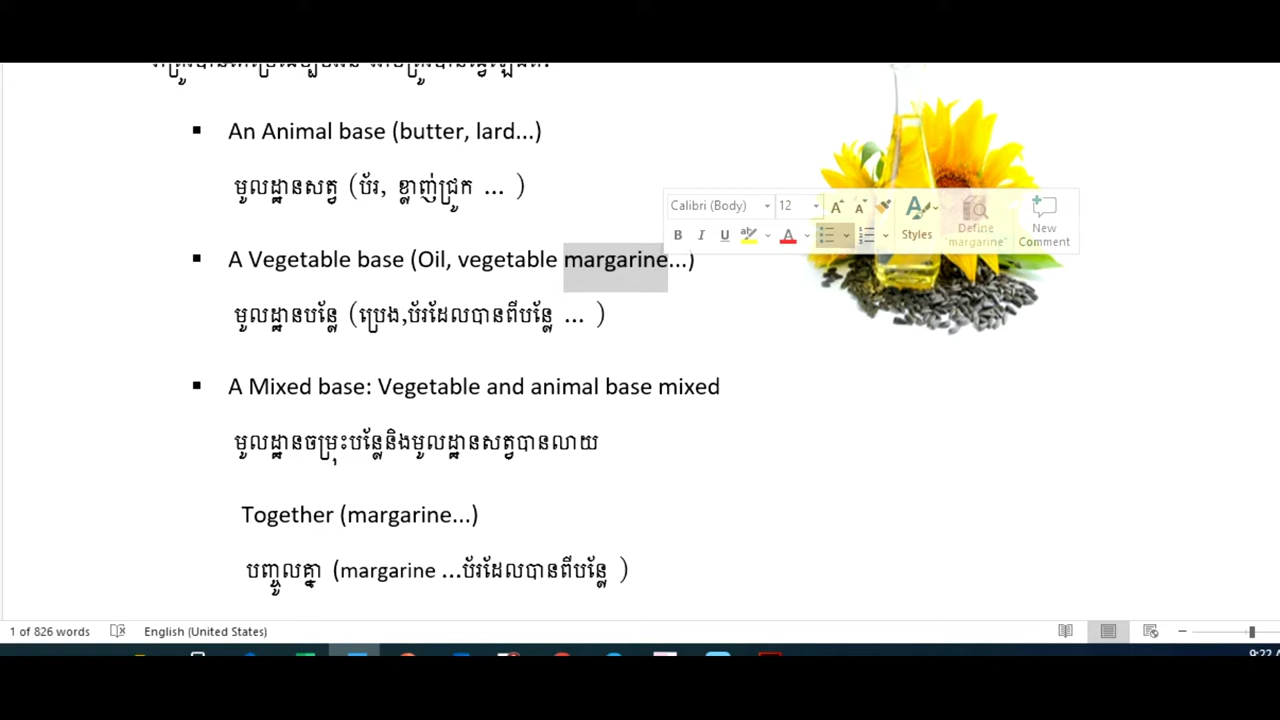 An Animal base (butter, lard...)
មូលដ្ឋានសត្វ (ប័រ, ខ្លាញ់ជ្រូក ... )
Calibri (Body) 12
Define "margarine"
New Comment
Styles
A Vegetable base (Oil, vegetable margarine...)
មូលដ្ឋានបន្លែ (ប្រេង,ប័រដែលបានពីបន្លែ ... )
A Mixed base: Vegetable and animal base mixed
មូលដ្ឋានចម្រុះបន្លែនិងមូលដ្ឋានសត្វបានលាយ
Together (margarine...)
បញ្ចូលគ្នា (margarine ...ប័រដែលបានពីបន្លែ )
1 of 826 words English (United States)